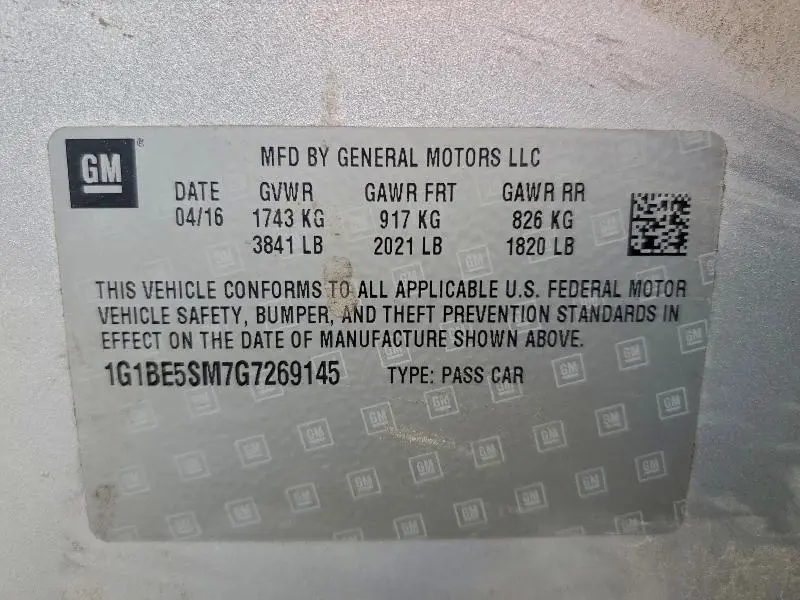 GM
MFD BY GENERAL MOTORS LLC
DATE GVWR GAWR FRT GAWR RR
04/16 1743 KG 917 KG 826 KG
3841 LB 2021 LB 1820 LB
THIS VEHICLE CONFORMS TO ALL APPLICABLE U.S. FEDERAL MOTOR
VEHICLE SAFETY, BUMPER, AND THEFT PREVENTION STANDARDS IN
EFFECT ON THE DATE OF MANUFACTURE SHOWN ABOVE.
1G1BE5SM7G7269145 TYPE: PASS CAR